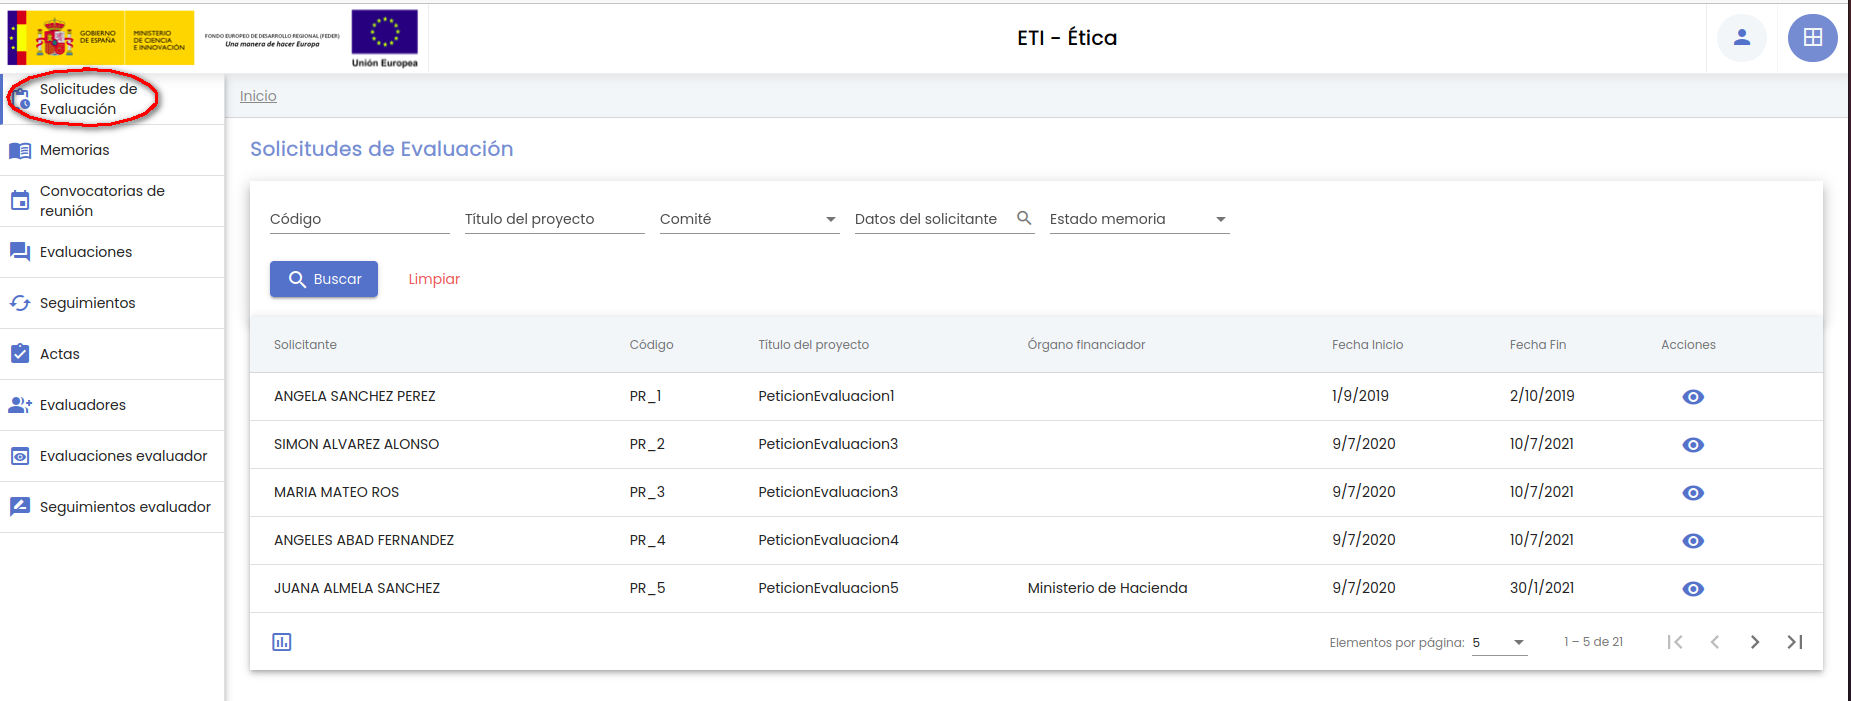 GOBIERNO
DE ESPAÑA
MINISTERIO
DE CIENCIA
E INNOVACIÓN
FONDO EUROPEO DE DESARROLLO REGIONAL (FEDER)
Una manera de hacer Europa
Unión Europea
ETI - Ética
Solicitudes de
Evaluación
Memorias
Convocatorias de
reunión
Evaluaciones
Seguimientos
Actas
Evaluadores
Evaluaciones evaluador
Seguimientos evaluador
Inicio
Solicitudes de Evaluación
Código Título del proyecto Comité Datos del solicitante Estado memoria
Buscar Limpiar
Solicitante Código Título del proyecto Órgano financiador Fecha Inicio Fecha Fin Acciones
ANGELA SANCHEZ PEREZ PR_1 PeticionEvaluacion1 1/9/2019 2/10/2019
SIMON ALVAREZ ALONSO PR_2 PeticionEvaluacion3 9/7/2020 10/7/2021
MARIA MATEO ROS PR_3 PeticionEvaluacion3 9/7/2020 10/7/2021
ANGELES ABAD FERNANDEZ PR_4 PeticionEvaluacion4 9/7/2020 10/7/2021
JUANA ALMELA SANCHEZ PR_5 PeticionEvaluacion5 Ministerio de Hacienda 9/7/2020 30/1/2021
Elementos por página: 5 1 – 5 de 21